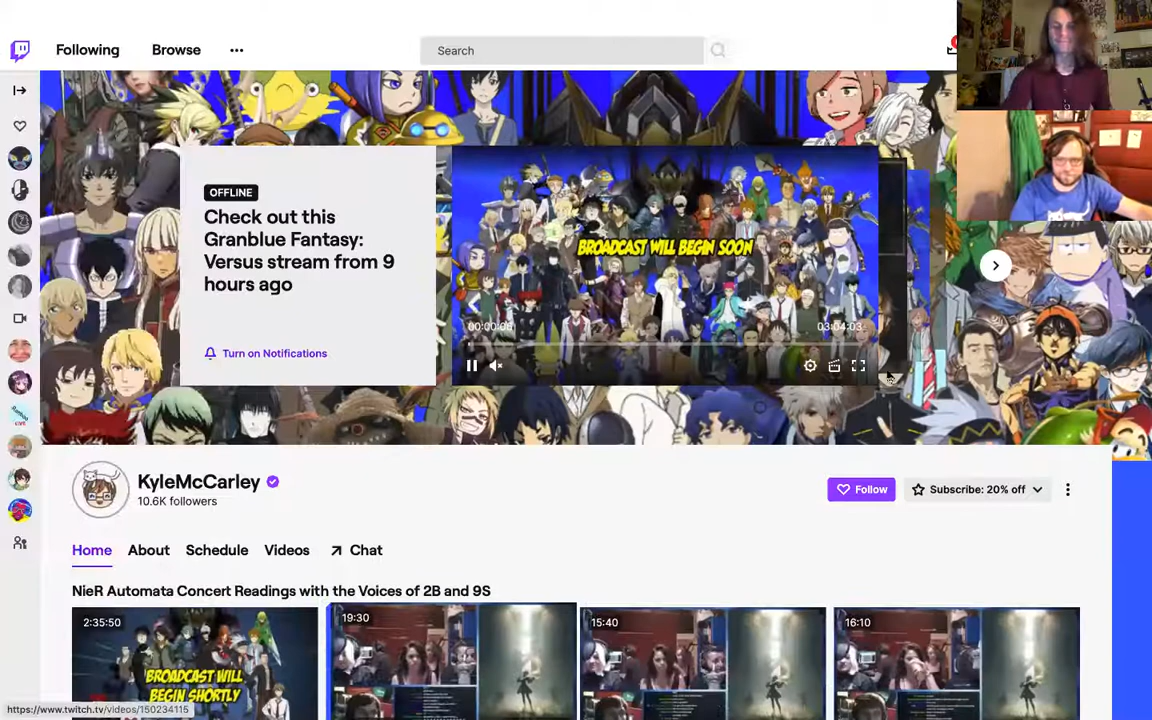 Following
Browse
Search
OFFLINE
Check out this
Granblue Fantasy:
Versus stream from 9
hours ago
Turn on Notifications
BROADCAST WILL BEGIN SOON
03:04:03
KyleMcCarley
10.6K followers
Follow
Subscribe: 20% off
Home
About
Schedule
Videos
Chat
NieR Automata Concert Readings with the Voices of 2B and 9S
2:35:50
19:30
15:40
16:10
BROADCAST WILL
BEGIN SHORTLY
https://www.twitch.tv/videos/150234115